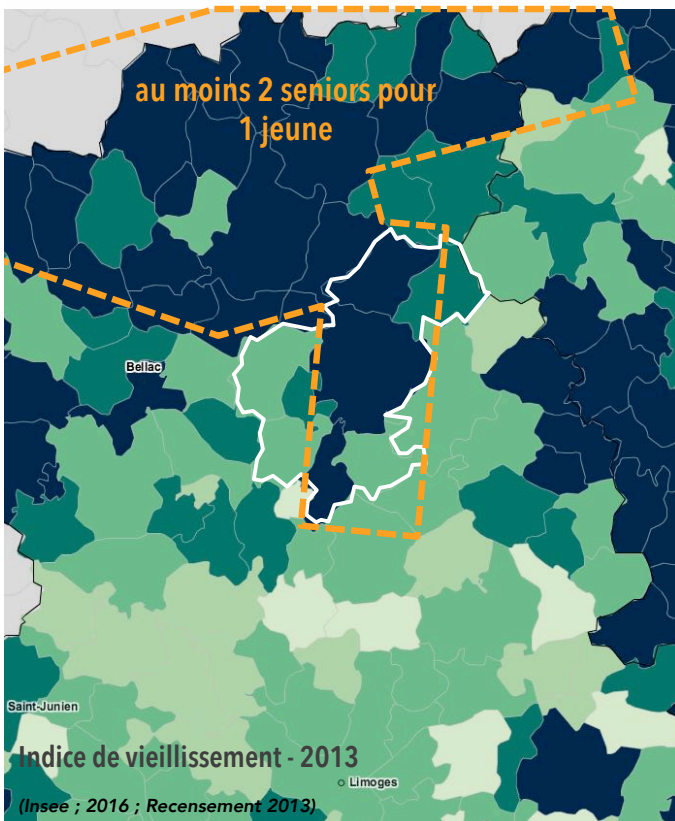 au moins 2 seniors pour
1 jeune
Bellac
Saint-Junien
Indice de vieillissement - 2013
Limoges
(Insee ; 2016 ; Recensement 2013)